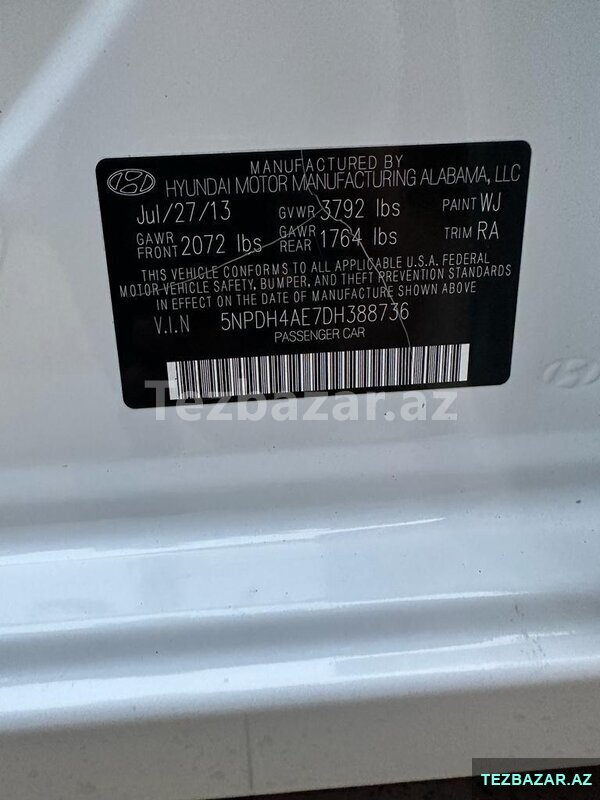 MANUFACTURED BY
HYUNDAI MOTOR MANUFACTURING ALABAMA, LLC
Jul/27/13 GVWR 3792 lbs PAINT WJ
GAWR FRONT 2072 lbs GAWR REAR 1764 lbs TRIM RA
THIS VEHICLE CONFORMS TO ALL APPLICABLE U.S.A. FEDERAL
MOTOR VEHICLE SAFETY, BUMPER, AND THEFT PREVENTION STANDARDS
IN EFFECT ON THE DATE OF MANUFACTURE SHOWN ABOVE
V.I.N 5NPDH4AE7DH388736
PASSENGER CAR
Tezbazar.az
TEZBAZAR.AZ